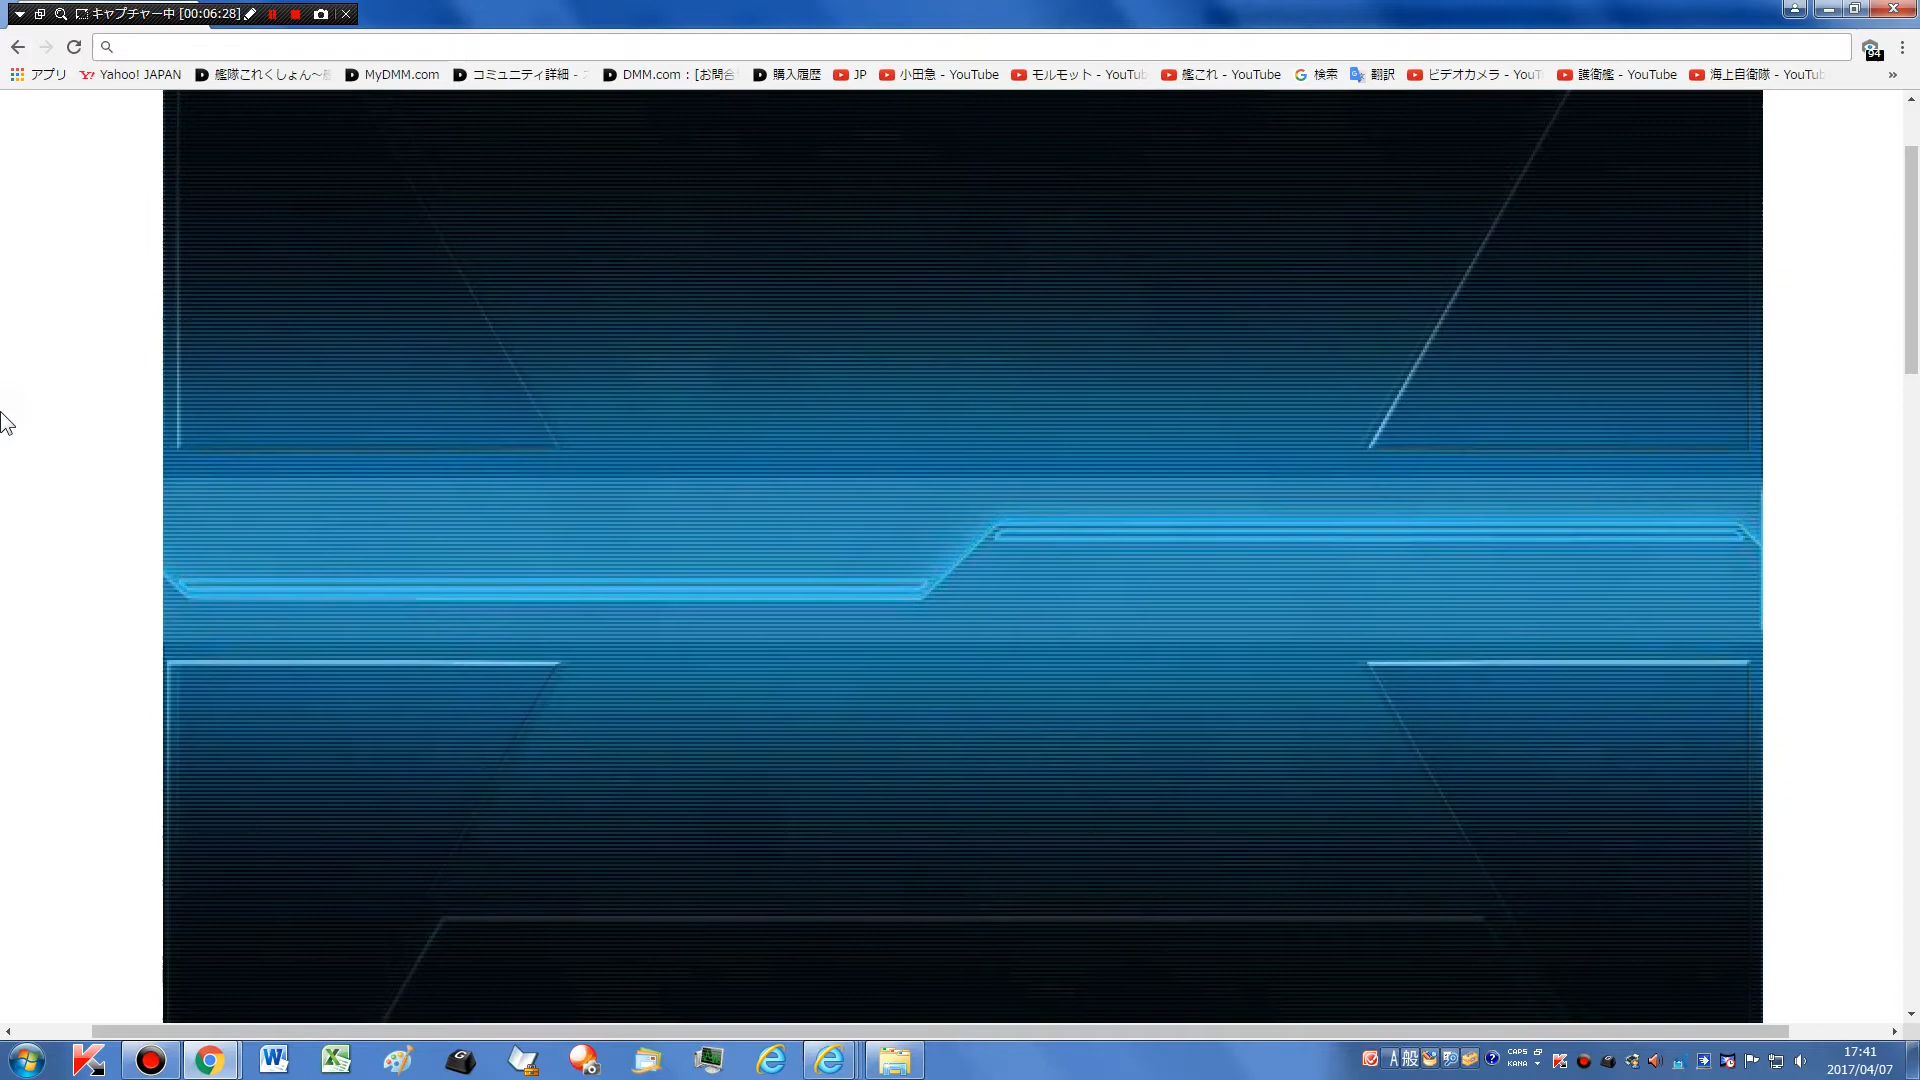 キャプチャー中 [00:06:28]
アプリ Yahoo! JAPAN 艦隊これくしょん～ MyDMM.com コミュニティ詳細 - DMM.com : [お問合 購入履歴 JP 小田急 - YouTube モルモット - YouTu 艦これ - YouTube 検索 翻訳 ビデオカメラ - YouT 護衛艦 - YouTube 海上自衛隊 - YouTub »
94
A 般 CAPS KANA
17:41
2017/04/07